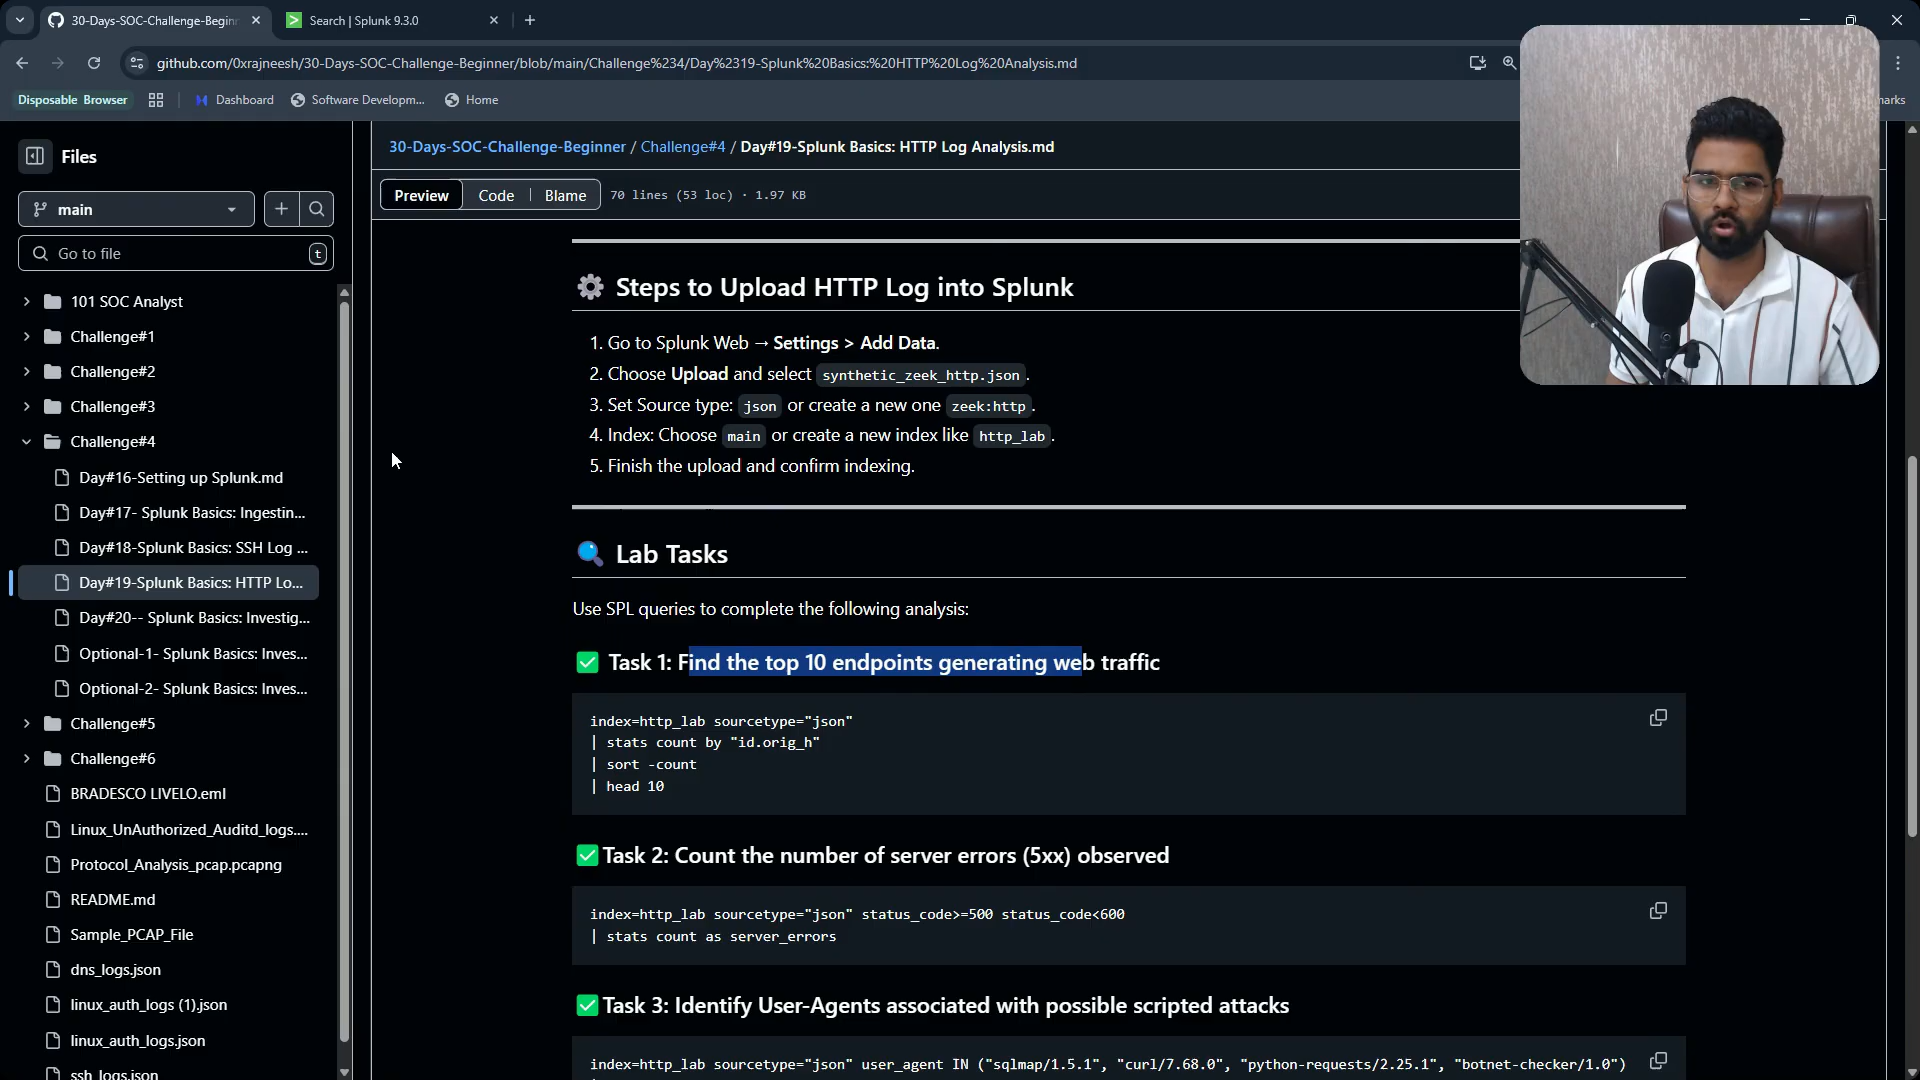 30-Days-SOC-Challenge-Beginn
Search | Splunk 9.3.0
github.com/0xrajneesh/30-Days-SOC-Challenge-Beginner/blob/main/Challenge%234/Day%2319-Splunk%20Basics:%20HTTP%20Log%20Analysis.md
Disposable Browser
Dashboard
Software Developm...
Home
arks
Files
30-Days-SOC-Challenge-Beginner / Challenge#4 / Day#19-Splunk Basics: HTTP Log Analysis.md
main
Preview
Code
Blame
70 lines (53 loc) · 1.97 KB
Go to file
t
101 SOC Analyst
Challenge#1
Challenge#2
Challenge#3
Challenge#4
Day#16-Setting up Splunk.md
Day#17- Splunk Basics: Ingestin...
Day#18-Splunk Basics: SSH Log ...
Day#19-Splunk Basics: HTTP Lo...
Day#20-- Splunk Basics: Investig...
Optional-1- Splunk Basics: Inves...
Optional-2- Splunk Basics: Inves...
Challenge#5
Challenge#6
BRADESCO LIVELO.eml
Linux_UnAuthorized_Auditd_logs....
Protocol_Analysis_pcap.pcapng
README.md
Sample_PCAP_File
dns_logs.json
linux_auth_logs (1).json
linux_auth_logs.json
ssh_logs.json
Steps to Upload HTTP Log into Splunk
1. Go to Splunk Web → Settings > Add Data.
2. Choose Upload and select synthetic_zeek_http.json .
3. Set Source type: json or create a new one zeek:http .
4. Index: Choose main or create a new index like http_lab .
5. Finish the upload and confirm indexing.
Lab Tasks
Use SPL queries to complete the following analysis:
Task 1: Find the top 10 endpoints generating web traffic
index=http_lab sourcetype="json"
| stats count by "id.orig_h"
| sort -count
| head 10
Task 2: Count the number of server errors (5xx) observed
index=http_lab sourcetype="json" status_code>=500 status_code<600
| stats count as server_errors
Task 3: Identify User-Agents associated with possible scripted attacks
index=http_lab sourcetype="json" user_agent IN ("sqlmap/1.5.1", "curl/7.68.0", "python-requests/2.25.1", "botnet-checker/1.0")